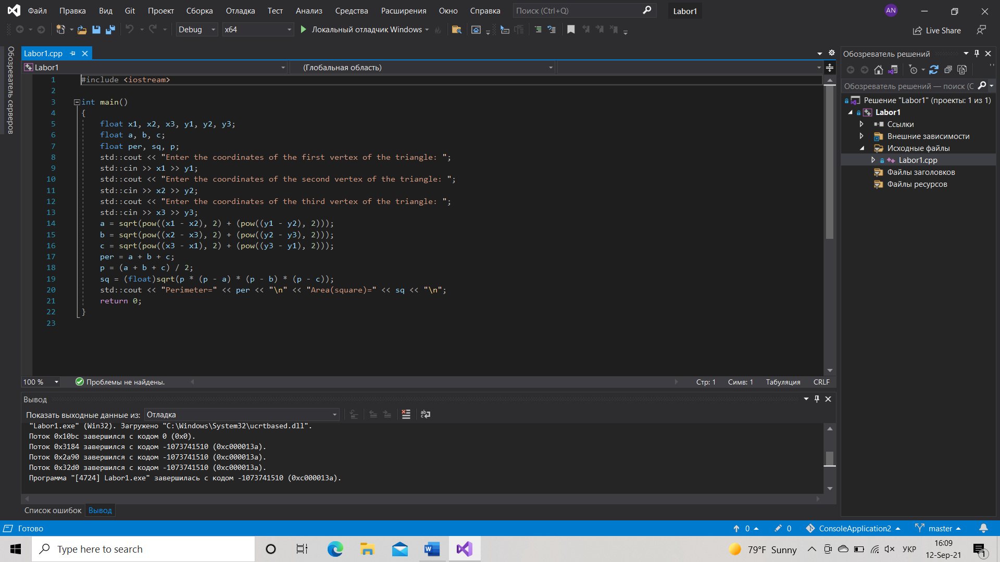 Файл Правка Вид Git Проект Сборка Отладка Тест Анализ Средства Расширения Окно Справка Поиск (Ctrl+Q) Labor1 AN
Debug x64 Локальный отладчик Windows Live Share
Обозреватель серверов
Labor1.cpp
Labor1 (Глобальная область)
1 #include <iostream>
2
3 int main()
4 {
5 float x1, x2, x3, y1, y2, y3;
6 float a, b, c;
7 float per, sq, p;
8 std::cout << "Enter the coordinates of the first vertex of the triangle: ";
9 std::cin >> x1 >> y1;
10 std::cout << "Enter the coordinates of the second vertex of the triangle: ";
11 std::cin >> x2 >> y2;
12 std::cout << "Enter the coordinates of the third vertex of the triangle: ";
13 std::cin >> x3 >> y3;
14 a = sqrt(pow((x1 - x2), 2) + (pow((y1 - y2), 2)));
15 b = sqrt(pow((x2 - x3), 2) + (pow((y2 - y3), 2)));
16 c = sqrt(pow((x3 - x1), 2) + (pow((y3 - y1), 2)));
17 per = a + b + c;
18 p = (a + b + c) / 2;
19 sq = (float)sqrt(p * (p - a) * (p - b) * (p - c));
20 std::cout << "Perimeter=" << per << "\n" << "Area(square)=" << sq << "\n";
21 return 0;
22 }
23
100 % Проблемы не найдены. Стр: 1 Симв: 1 Табуляция CRLF
Вывод
Показать выходные данные из: Отладка
"Labor1.exe" (Win32). Загружено "C:\Windows\System32\ucrtbased.dll".
Поток 0x10bc завершился с кодом 0 (0x0).
Поток 0x3184 завершился с кодом -1073741510 (0xc000013a).
Поток 0x2a90 завершился с кодом -1073741510 (0xc000013a).
Поток 0x32d0 завершился с кодом -1073741510 (0xc000013a).
Программа "[4724] Labor1.exe" завершилась с кодом -1073741510 (0xc000013a).
Список ошибок Вывод
Обозреватель решений
Обозреватель решений — поиск (C
Решение "Labor1" (проекты: 1 из 1)
Labor1
Ссылки
Внешние зависимости
Исходные файлы
Labor1.cpp
Файлы заголовков
Файлы ресурсов
Готово 0 0 ConsoleApplication2 master
Type here to search 79°F Sunny УКР 16:09
12-Sep-21 1